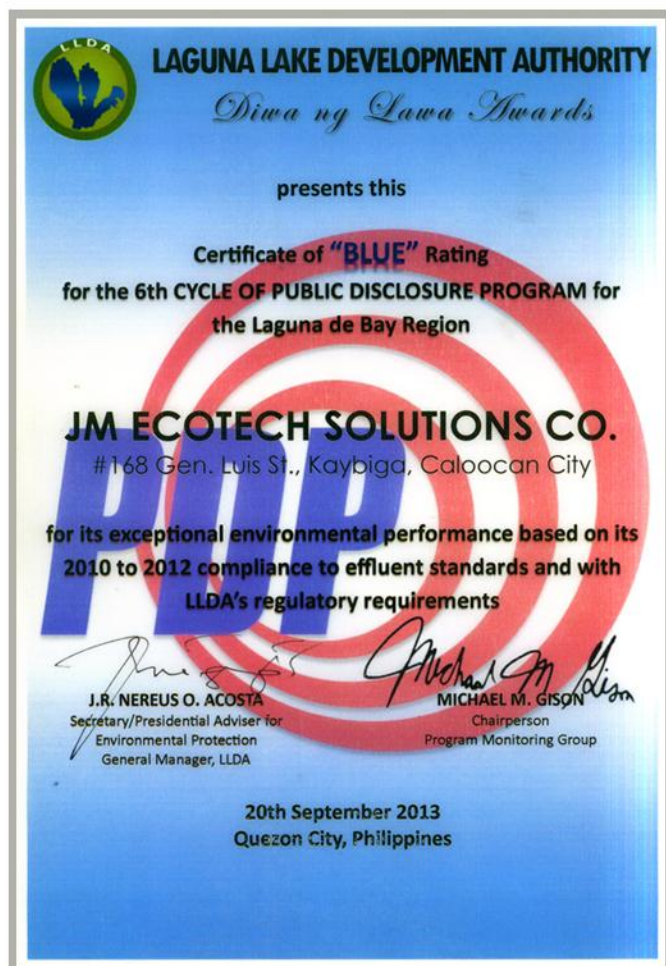 LLDA
LAGUNA LAKE DEVELOPMENT AUTHORITY
Diwa ng Lawa Awards
presents this
Certificate of "BLUE" Rating
for the 6th CYCLE OF PUBLIC DISCLOSURE PROGRAM for
the Laguna de Bay Region
JM ECOTECH SOLUTIONS CO.
#168 Gen. Luis St., Kaybiga, Caloocan City
PDP
for its exceptional environmental performance based on its
2010 to 2012 compliance to effluent standards and with
LLDA's regulatory requirements
Michael M Gison
J.R. NEREUS O. ACOSTA
Secretary/Presidential Adviser for
Environmental Protection
General Manager, LLDA
MICHAEL M. GISON
Chairperson
Program Monitoring Group
20th September 2013
Quezon City, Philippines